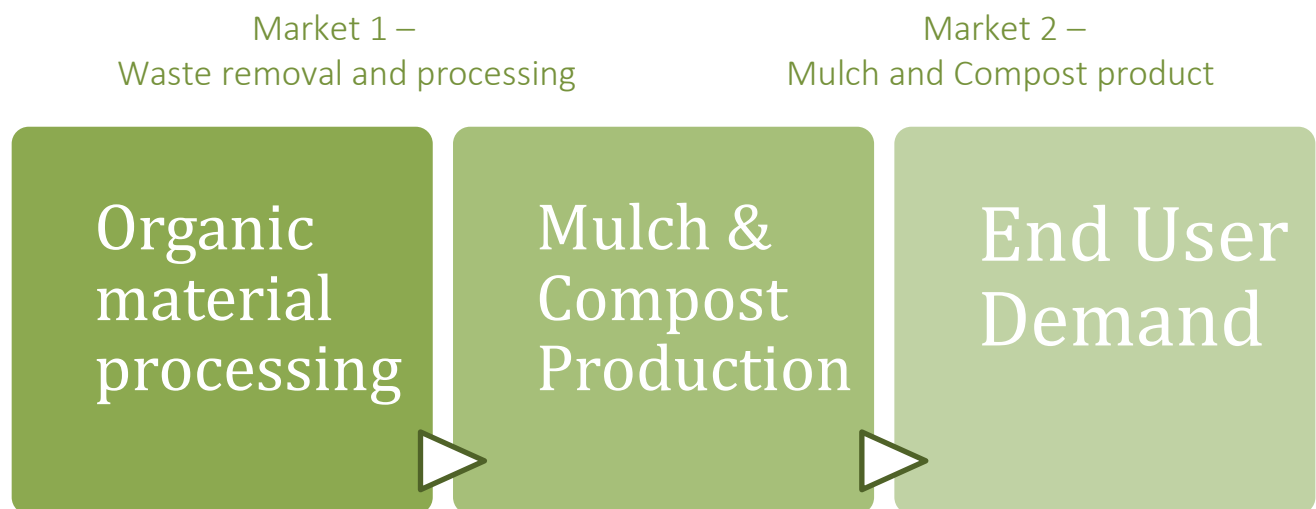 Market 1 –
Waste removal and processing
Market 2 –
Mulch and Compost product
Organic
material
processing
Mulch &
Compost
Production
End User
Demand